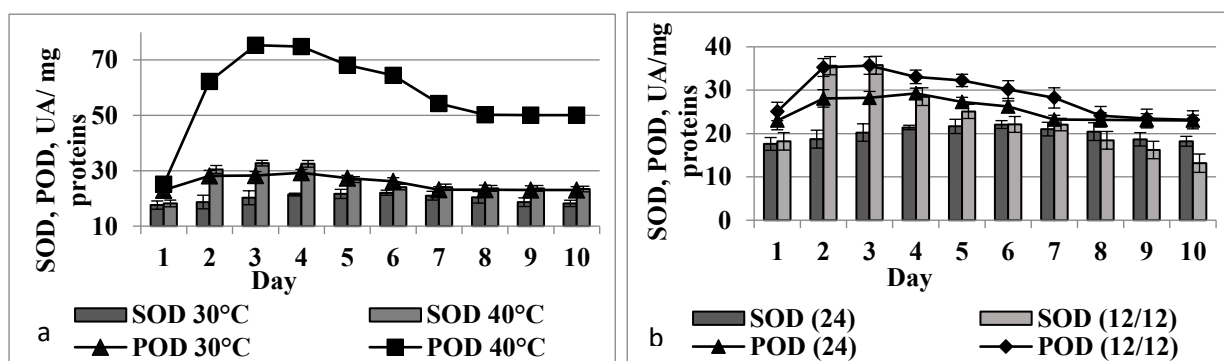 SOD, POD, UA/ mg
proteins
70
50
30
10
1 2 3 4 5 6 7 8 9 10
Day
SOD 30°C
SOD 40°C
POD 30°C
POD 40°C
a
SOD, POD, UA/ mg
proteins
40
30
20
10
0
1 2 3 4 5 6 7 8 9 10
Day
SOD (24)
SOD (12/12)
POD (24)
POD (12/12)
b